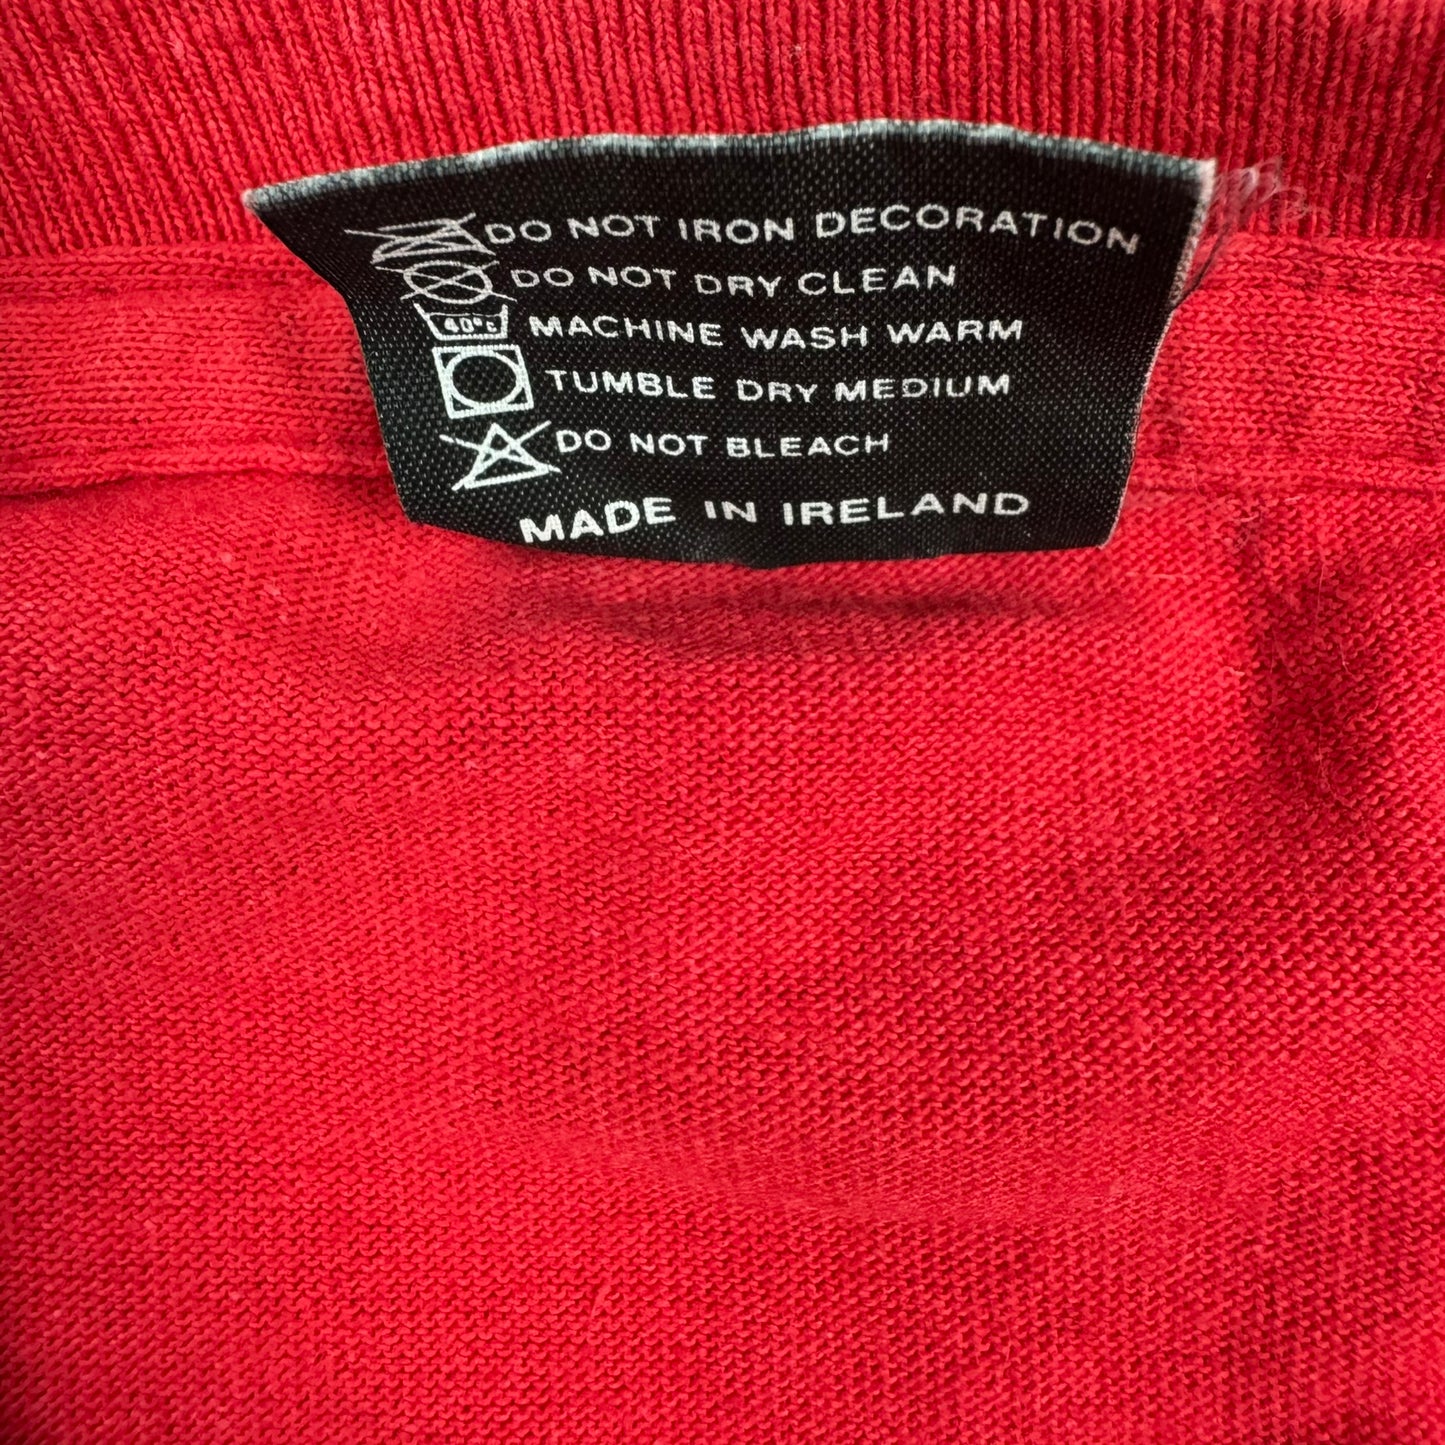 DO NOT IRON DECORATION
DO NOT DRY CLEAN
40°c MACHINE WASH WARM
TUMBLE DRY MEDIUM
DO NOT BLEACH
MADE IN IRELAND